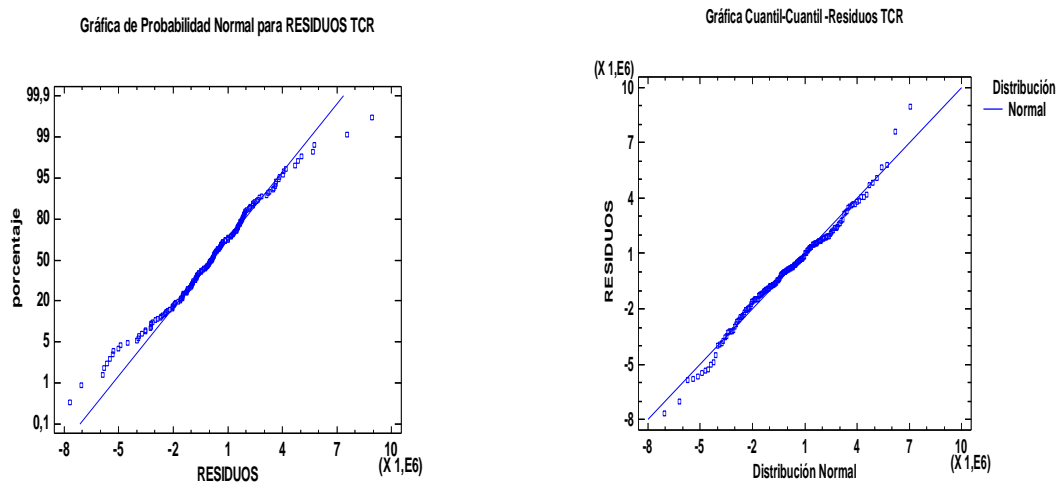 Gráfica de Probabilidad Normal para RESIDUOS TCR
99,9
99
95
80
50
20
5
1
0,1
porcentaje
-8 -5 -2 1 4 7 10
(X 1,E6)
RESIDUOS
Gráfica Cuantil-Cuantil -Residuos TCR
(X 1,E6)
10
7
4
1
-2
-5
-8
RESIDUOS
-8 -5 -2 1 4 7 10
(X 1,E6)
Distribución Normal
Distribución
Normal